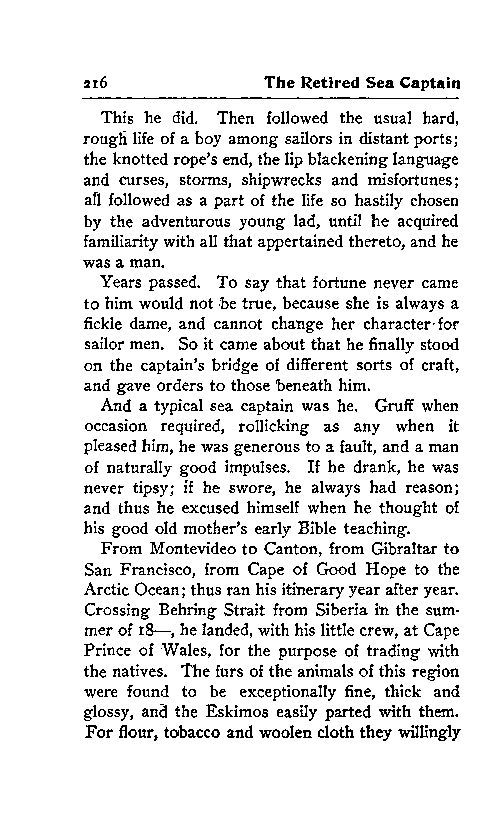 216 The Retired Sea Captain
This he did. Then followed the usual hard,
rough life of a boy among sailors in distant ports;
the knotted rope's end, the lip blackening language
and curses, storms, shipwrecks and misfortunes;
all followed as a part of the life so hastily chosen
by the adventurous young lad, until he acquired
familiarity with all that appertained thereto, and he
was a man.
Years passed. To say that fortune never came
to him would not be true, because she is always a
fickle dame, and cannot change her character for
sailor men. So it came about that he finally stood
on the captain's bridge of different sorts of craft,
and gave orders to those beneath him.
And a typical sea captain was he. Gruff when
occasion required, rollicking as any when it
pleased him, he was generous to a fault, and a man
of naturally good impulses. If he drank, he was
never tipsy; if he swore, he always had reason;
and thus he excused himself when he thought of
his good old mother's early Bible teaching.
From Montevideo to Canton, from Gibraltar to
San Francisco, from Cape of Good Hope to the
Arctic Ocean; thus ran his itinerary year after year.
Crossing Behring Strait from Siberia in the sum-
mer of 18—, he landed, with his little crew, at Cape
Prince of Wales, for the purpose of trading with
the natives. The furs of the animals of this region
were found to be exceptionally fine, thick and
glossy, and the Eskimos easily parted with them.
For flour, tobacco and woolen cloth they willingly